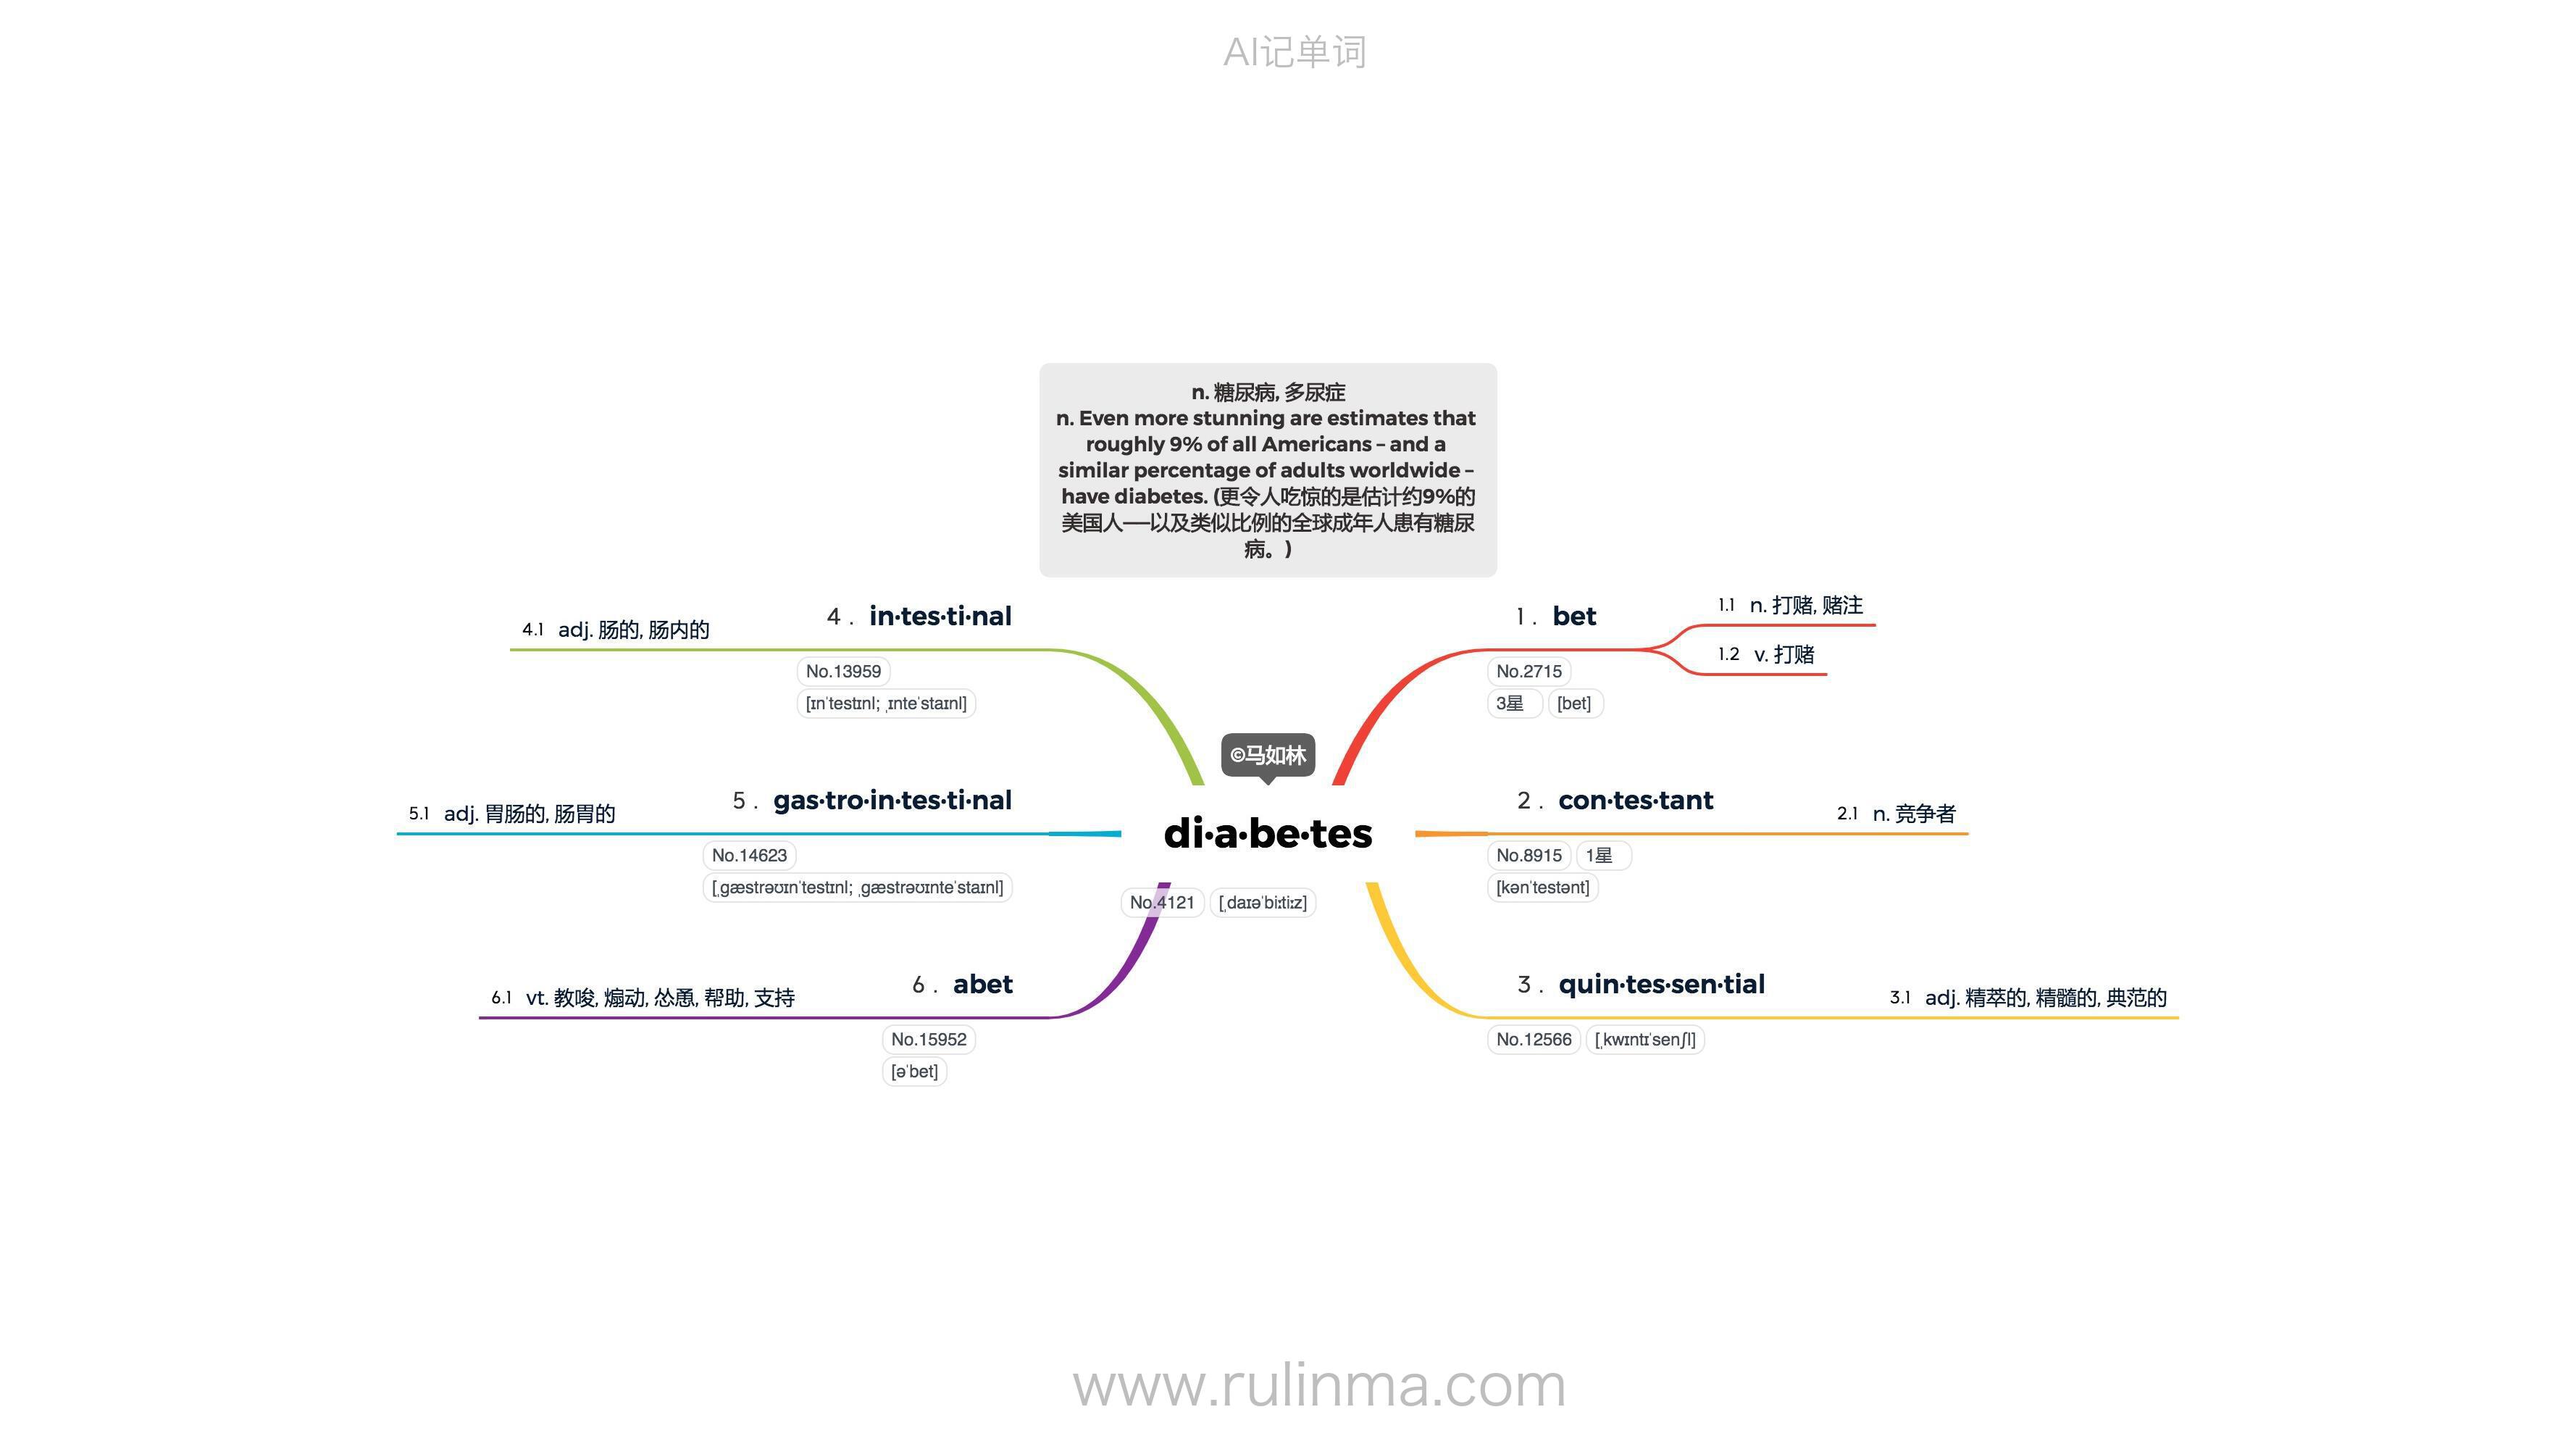 AI记单词
n. 糖尿病, 多尿症
n. Even more stunning are estimates that
roughly 9% of all Americans – and a
similar percentage of adults worldwide –
have diabetes. (更令人吃惊的是估计约9%的
美国人——以及类似比例的全球成年人患有糖尿
病。)
©马如林
di·a·be·tes
No.4121 [ˌdaɪəˈbiːtiːz]
1. bet
No.2715
3星 [bet]
1.1 n. 打赌, 赌注
1.2 v. 打赌
2. con·tes·tant
No.8915 1星
[kənˈtestənt]
2.1 n. 竞争者
3. quin·tes·sen·tial
No.12566 [ˌkwɪntɪˈsenʃl]
3.1 adj. 精萃的, 精髓的, 典范的
4. in·tes·ti·nal
No.13959
[ɪnˈtestɪnl; ˌɪnteˈstaɪnl]
4.1 adj. 肠的, 肠内的
5. gas·tro·in·tes·ti·nal
No.14623
[ˌɡæstrəʊɪnˈtestɪnl; ˌɡæstrəʊɪnteˈstaɪnl]
5.1 adj. 胃肠的, 肠胃的
6. abet
No.15952
[əˈbet]
6.1 vt. 教唆, 煽动, 怂恿, 帮助, 支持
www.rulinma.com